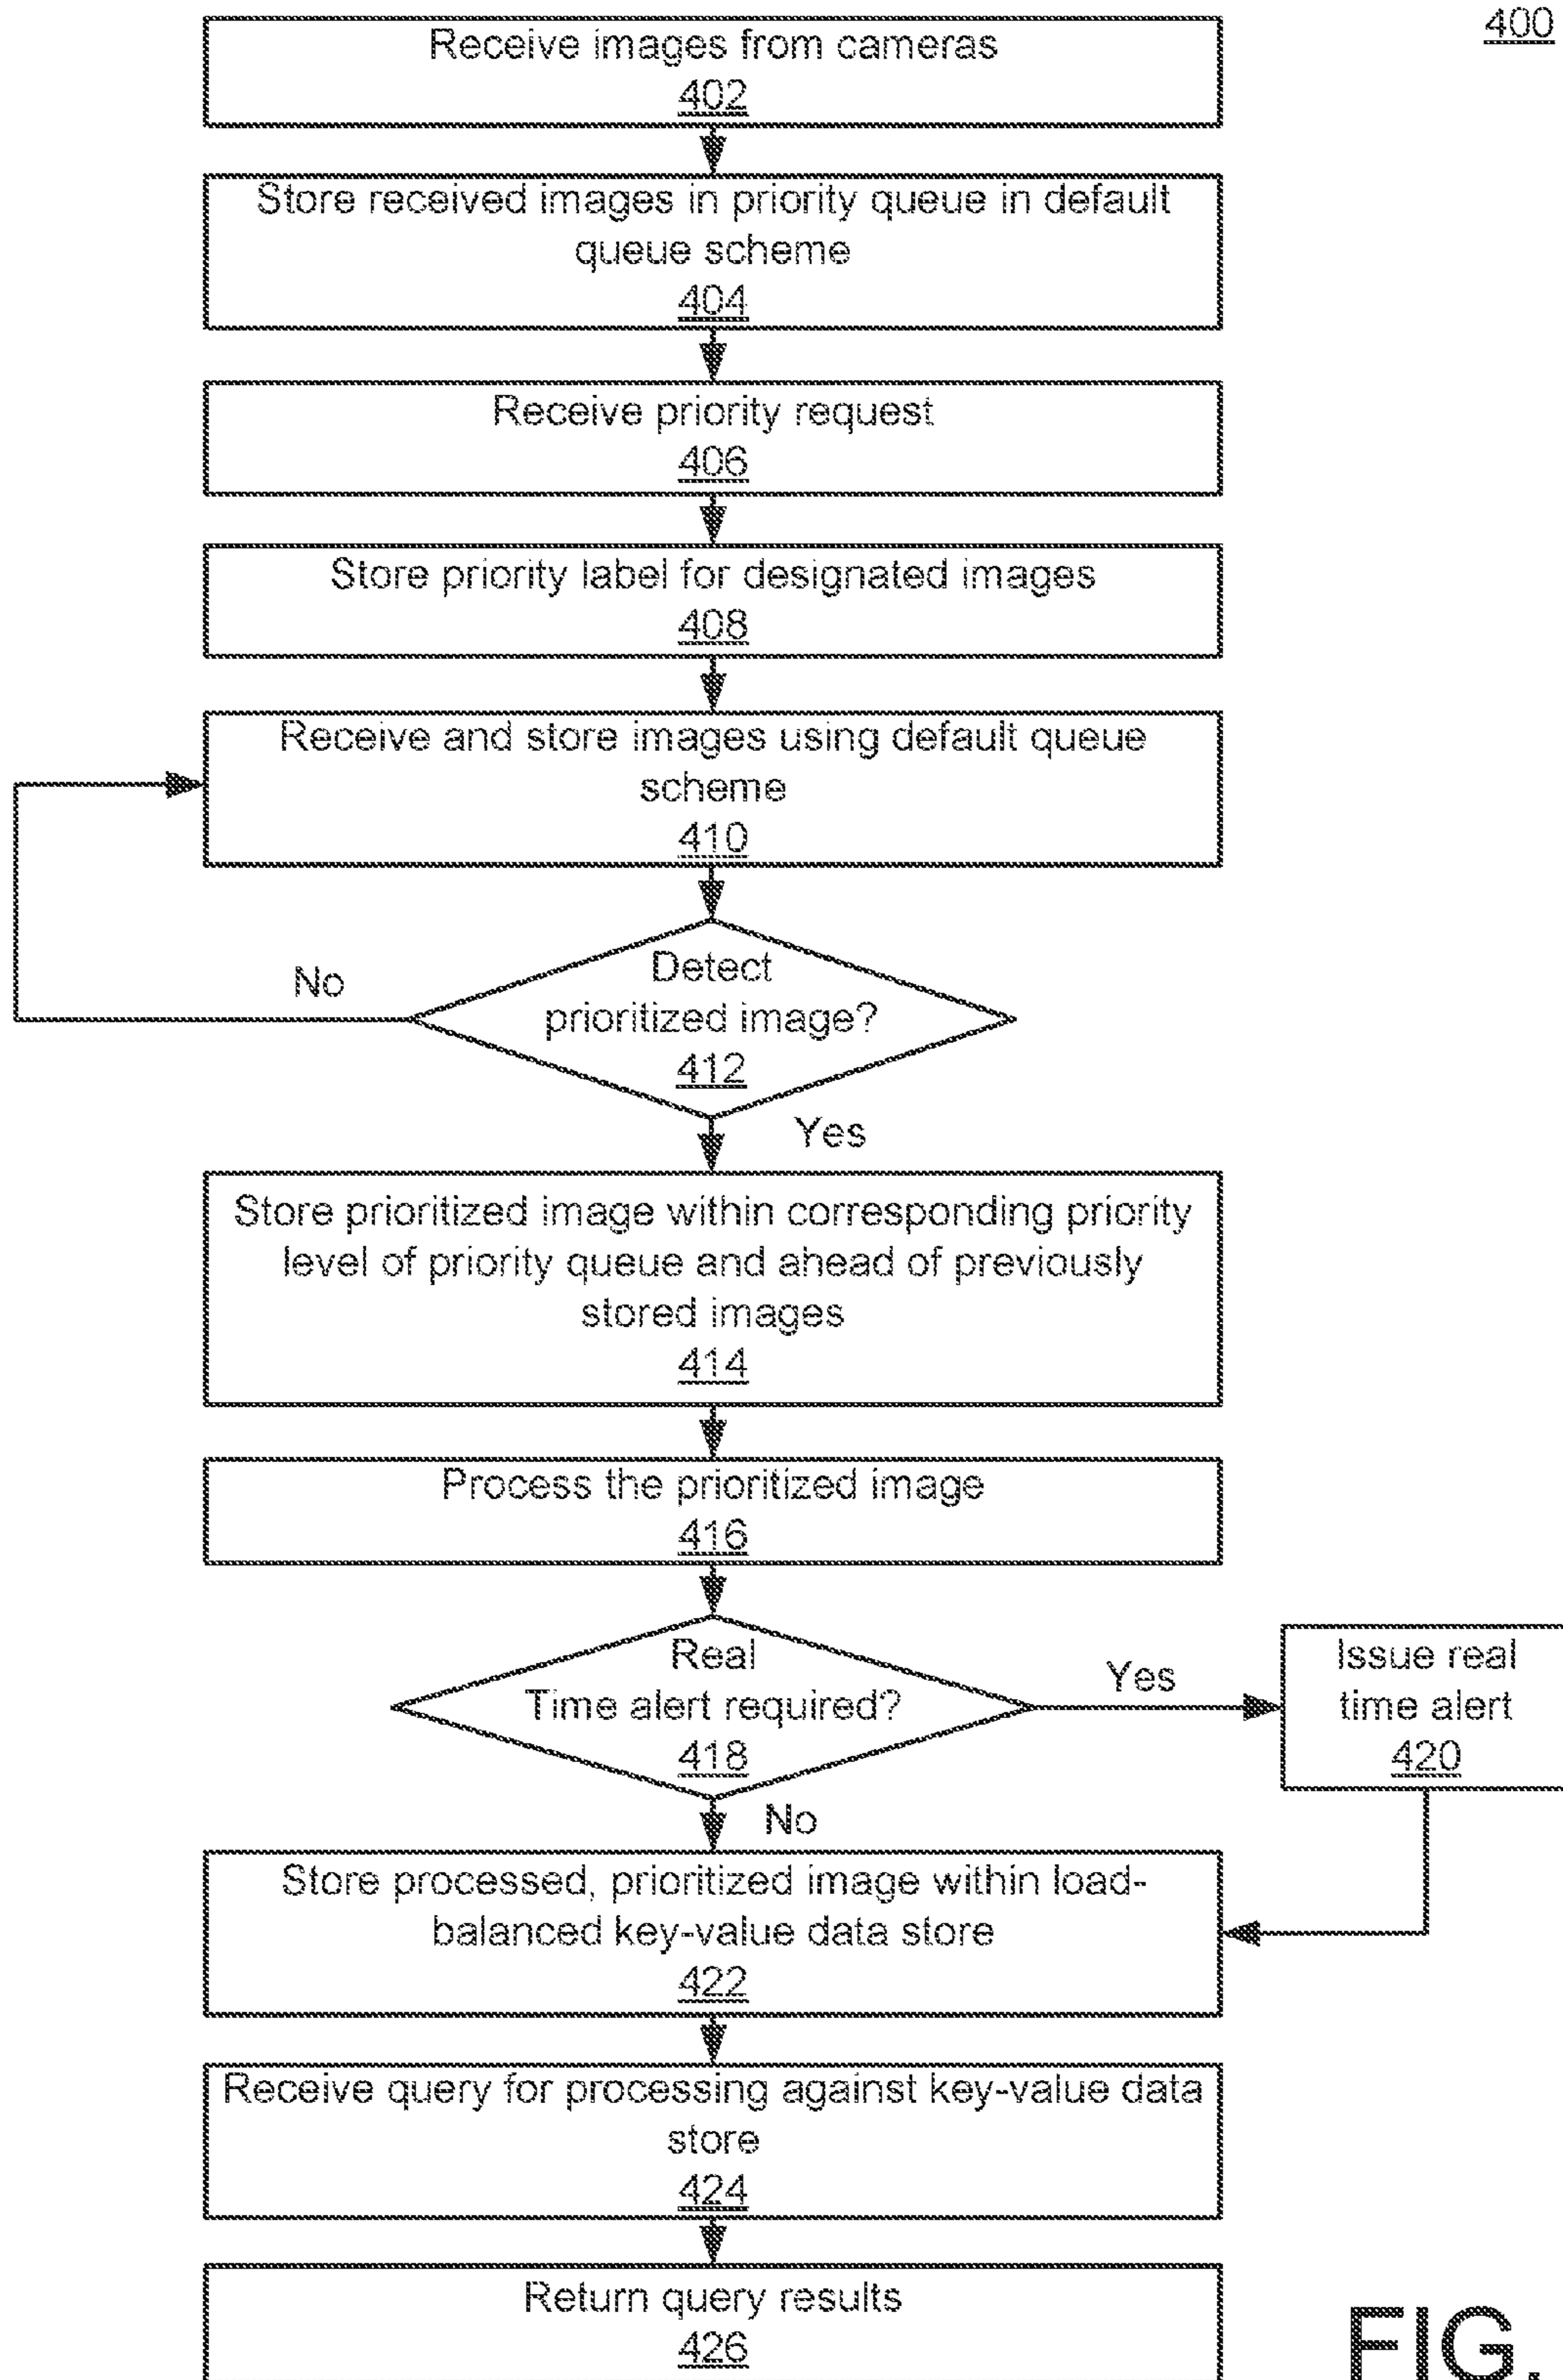 400
Receive images from cameras
402
Store received images in priority queue in default
queue scheme
404
Receive priority request
406
Store priority label for designated images
408
Receive and store images using default queue
scheme
410
Detect
prioritized image?
412
No
Yes
Store prioritized image within corresponding priority
level of priority queue and ahead of previously
stored images
414
Process the prioritized image
416
Real
Time alert required?
418
Yes
Issue real
time alert
420
No
Store processed, prioritized image within load-
balanced key-value data store
422
Receive query for processing against key-value data
store
424
Return query results
426
FIG.